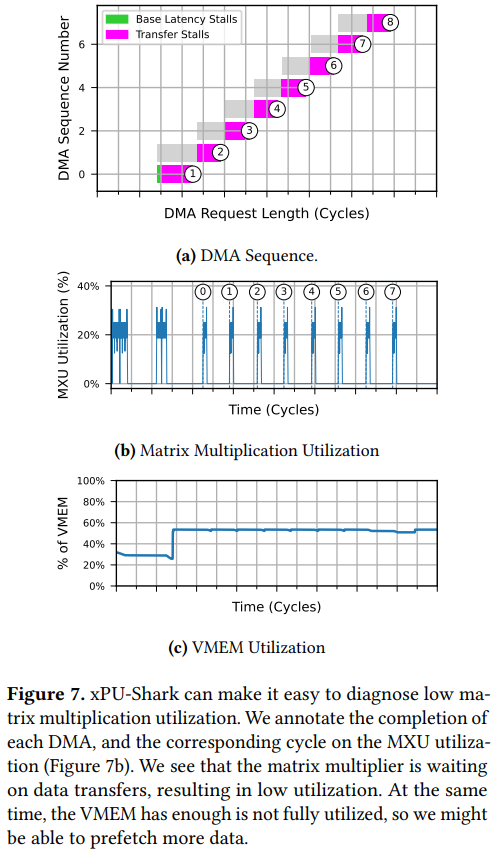 Base Latency Stalls
Transfer Stalls
DMA Sequence Number
6
4
2
0
8
7
6
5
4
3
2
1
DMA Request Length (Cycles)
(a) DMA Sequence.
MXU Utilization (%)
40%
20%
0%
0 1 2 3 4 5 6 7
Time (Cycles)
(b) Matrix Multiplication Utilization
% of VMEM
100%
80%
60%
40%
20%
0%
Time (Cycles)
(c) VMEM Utilization
Figure 7. xPU-Shark can make it easy to diagnose low ma-
trix multiplication utilization. We annotate the completion of
each DMA, and the corresponding cycle on the MXU utiliza-
tion (Figure 7b). We see that the matrix multiplier is waiting
on data transfers, resulting in low utilization. At the same
time, the VMEM has enough is not fully utilized, so we might
be able to prefetch more data.